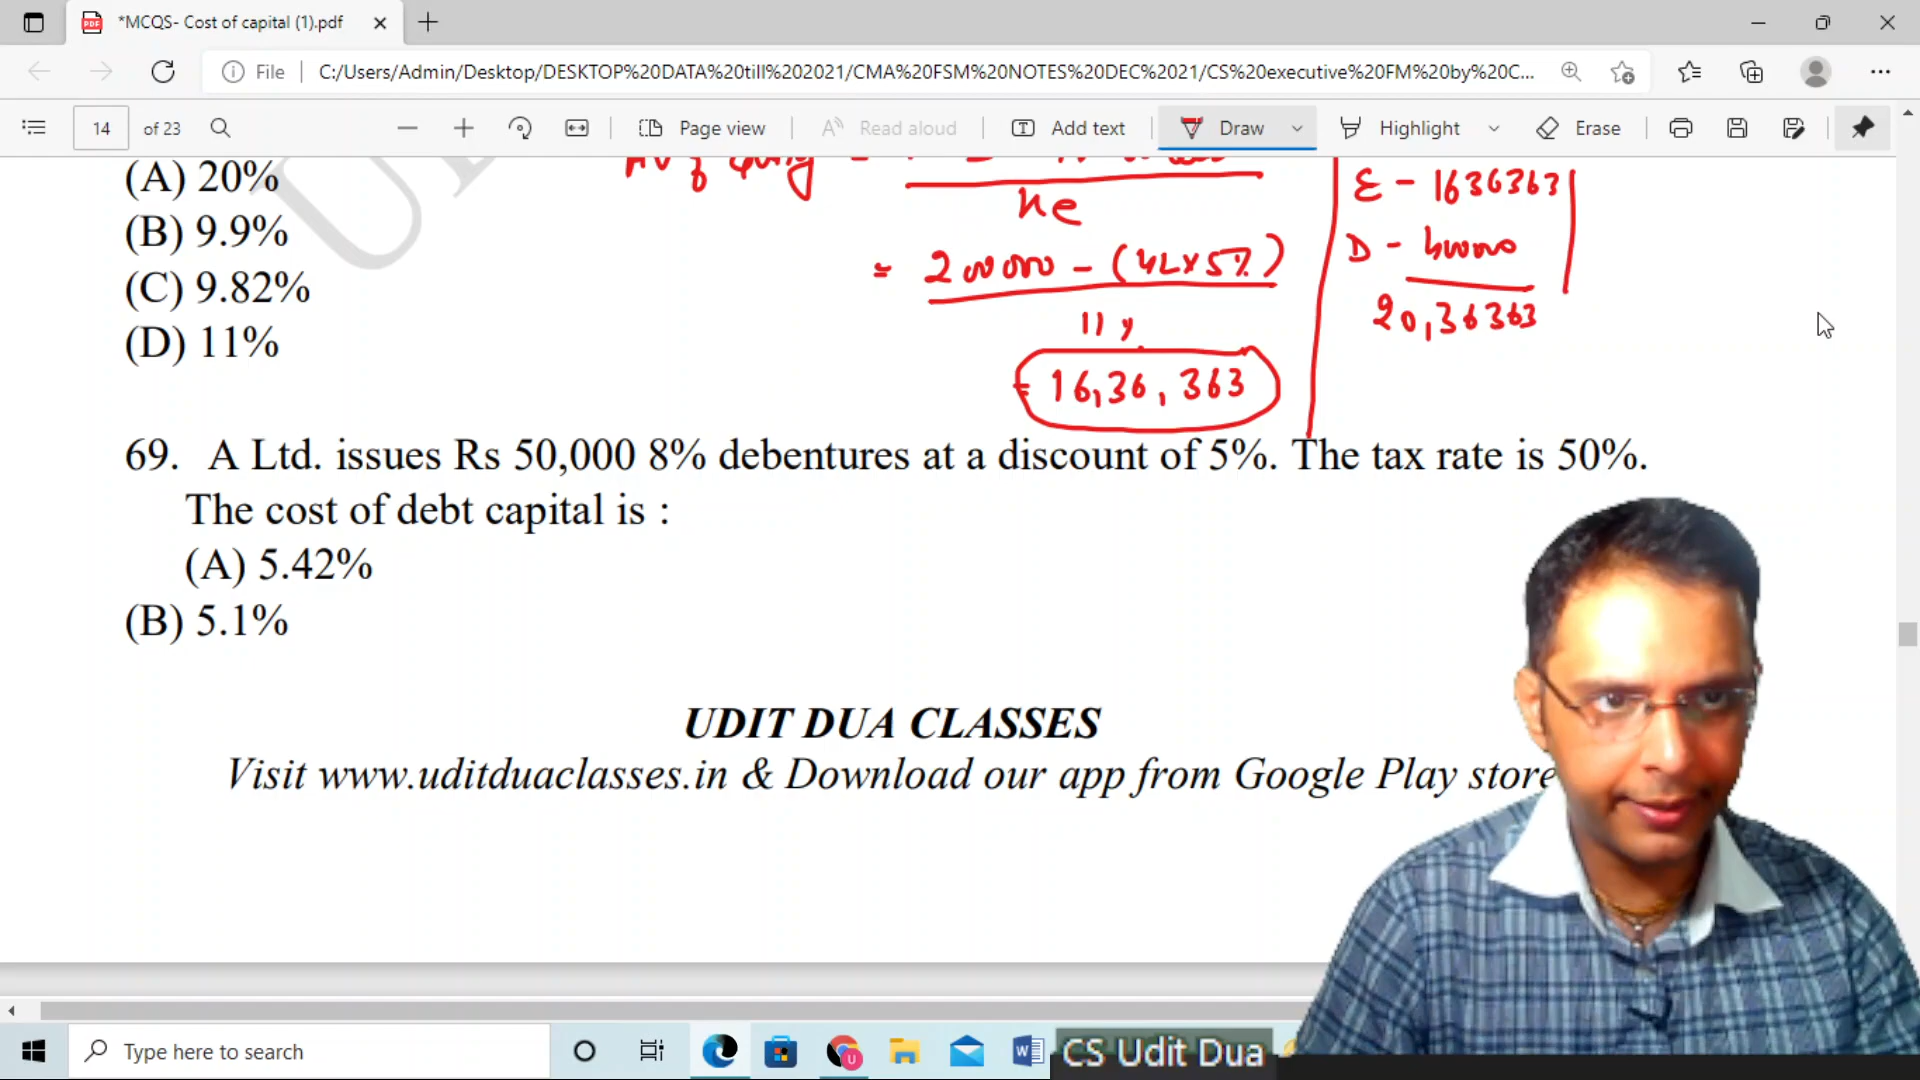 *MCQS- Cost of capital (1).pdf
File C:/Users/Admin/Desktop/DESKTOP%20DATA%20till%202021/CMA%20FSM%20NOTES%20DEC%2021/CS%20executive%20FM%20by%20C...
14 of 23 Page view Read aloud Add text Draw Highlight Erase
(A) 20%
(B) 9.9%
(C) 9.82%
(D) 11%
Ke
= 200000 - (4L x 5%)
11%
= 16,36,363
E - 1636363
D - 400000
20,36363
69. A Ltd. issues Rs 50,000 8% debentures at a discount of 5%. The tax rate is 50%.
The cost of debt capital is :
(A) 5.42%
(B) 5.1%
UDIT DUA CLASSES
Visit www.uditduaclasses.in & Download our app from Google Play store
Type here to search
CS Udit Dua